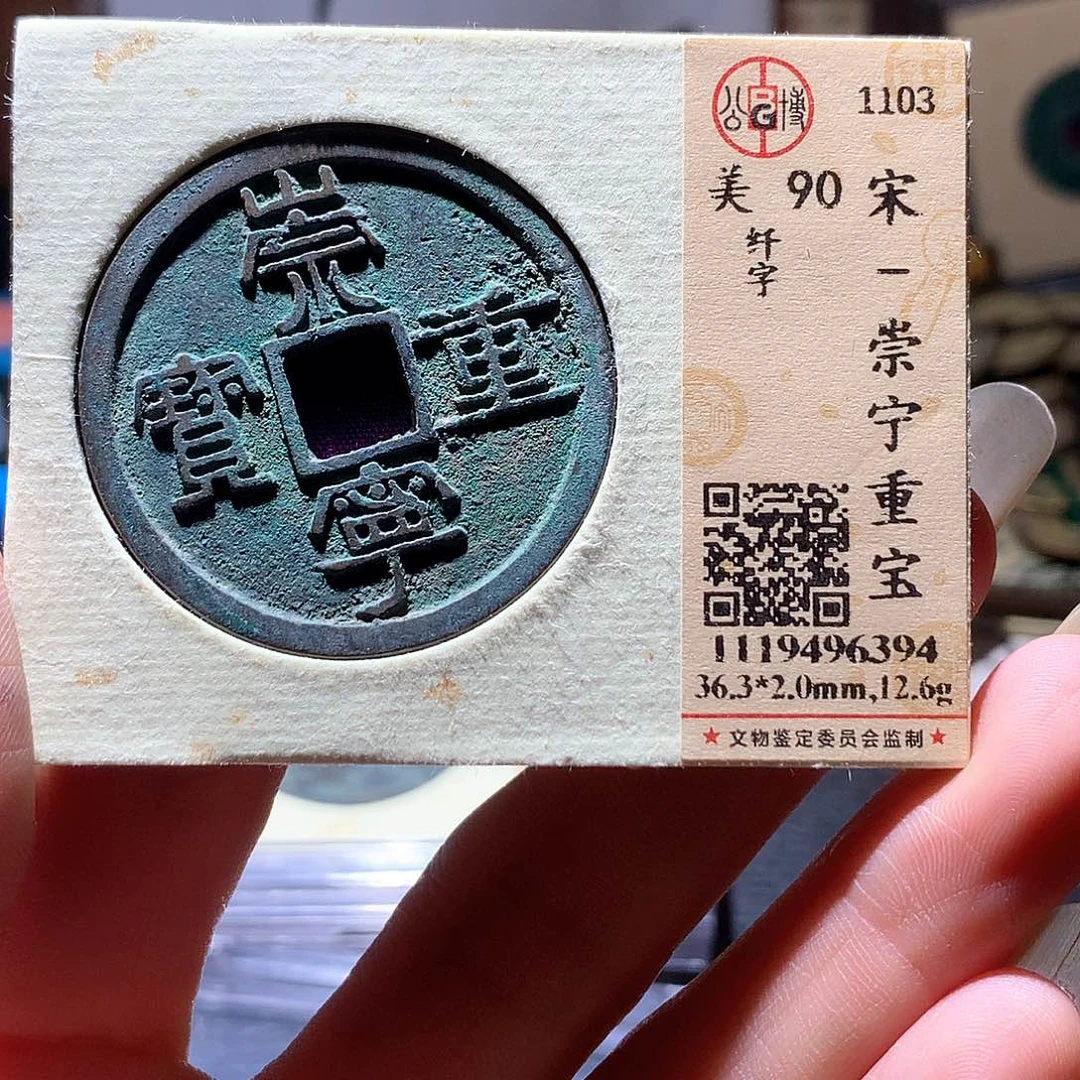 崇
重
寶
寧
公博
1103
美 90
纤字
宋一崇宁重宝
1119496394
36.3*2.0mm,12.6g
★文物鉴定委员会监制★